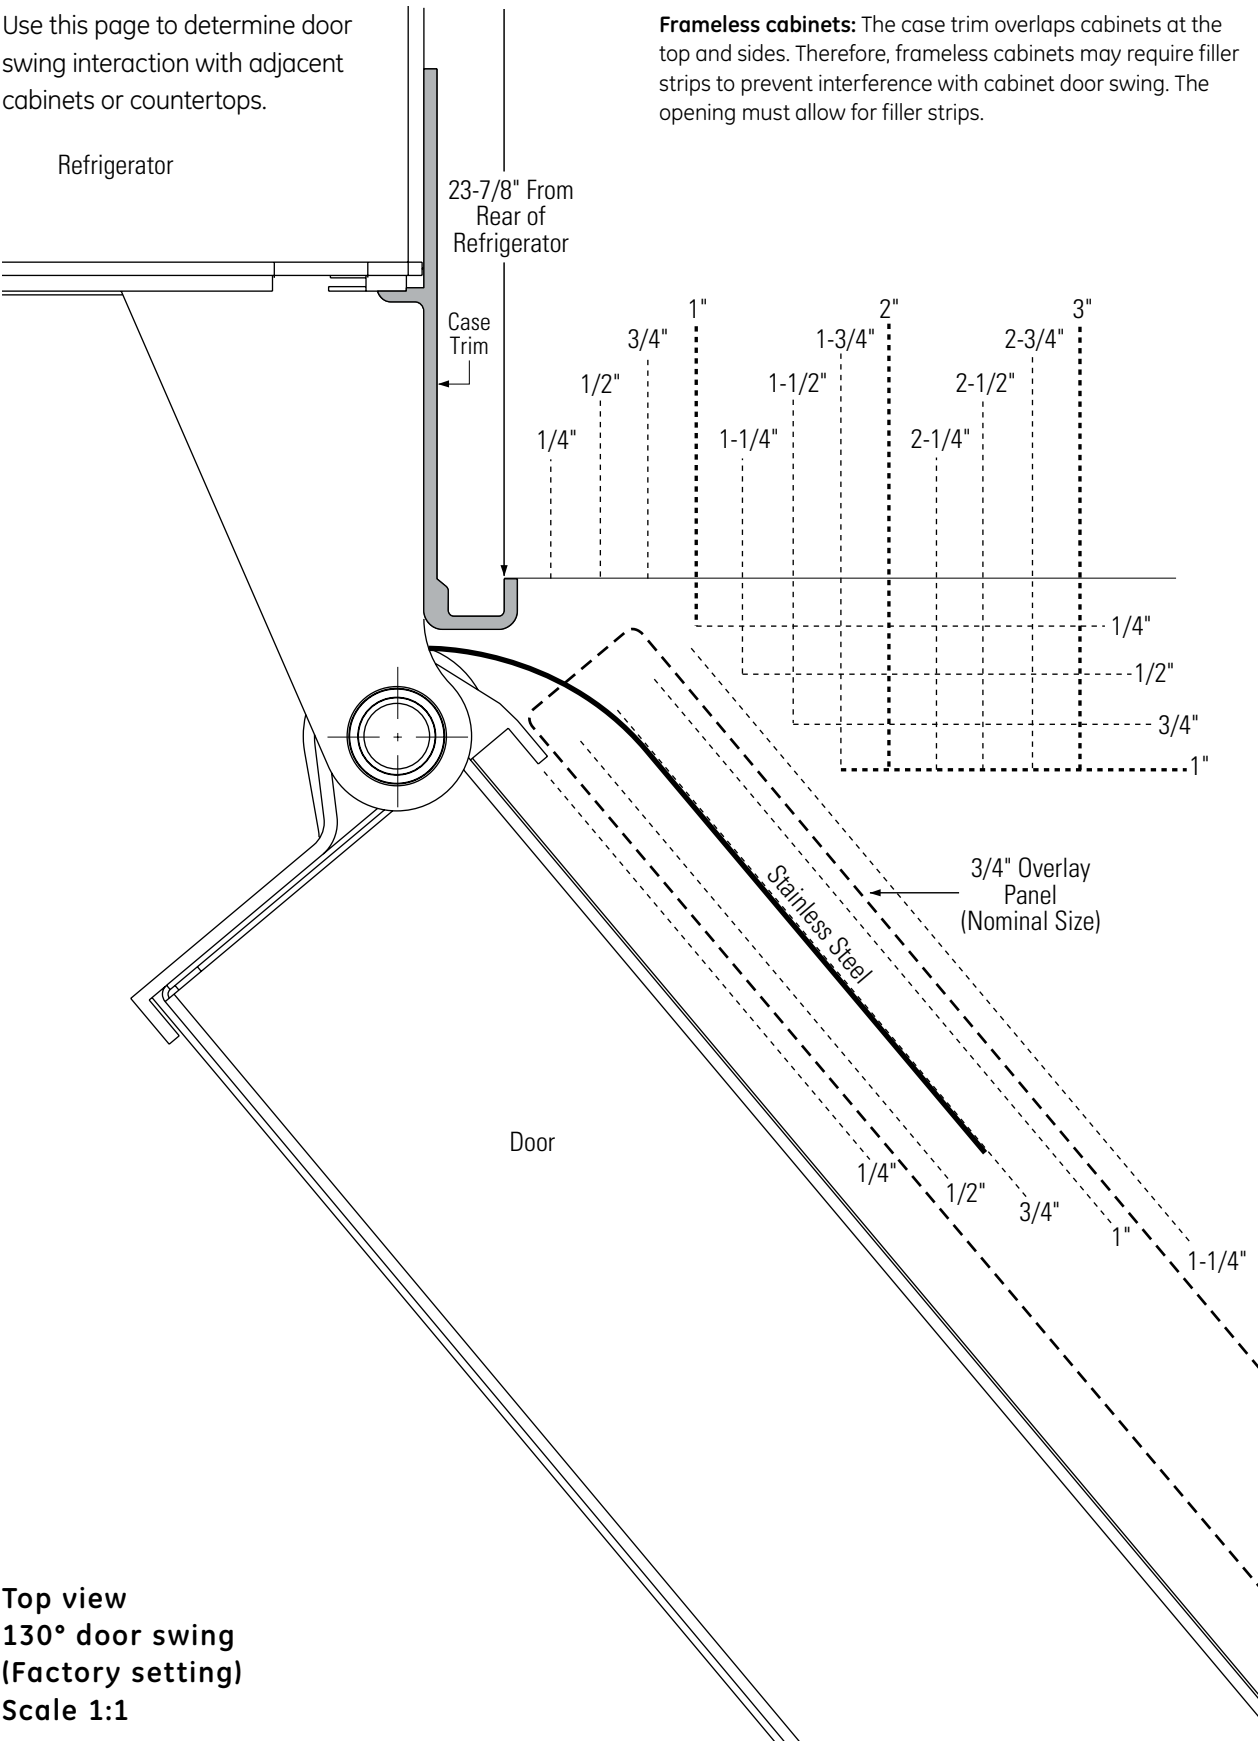 Use this page to determine door
swing interaction with adjacent
cabinets or countertops.
Frameless cabinets: The case trim overlaps cabinets at the
top and sides. Therefore, frameless cabinets may require filler
strips to prevent interference with cabinet door swing. The
opening must allow for filler strips.
Refrigerator
23-7/8" From
Rear of
Refrigerator
Case
Trim
1/4"
1/2"
3/4"
1"
1-1/4"
1-1/2"
1-3/4"
2"
2-1/4"
2-1/2"
2-3/4"
3"
1/4"
1/2"
3/4"
1"
3/4" Overlay
Panel
(Nominal Size)
Stainless Steel
Door
1/4"
1/2"
3/4"
1"
1-1/4"
Top view
130° door swing
(Factory setting)
Scale 1:1